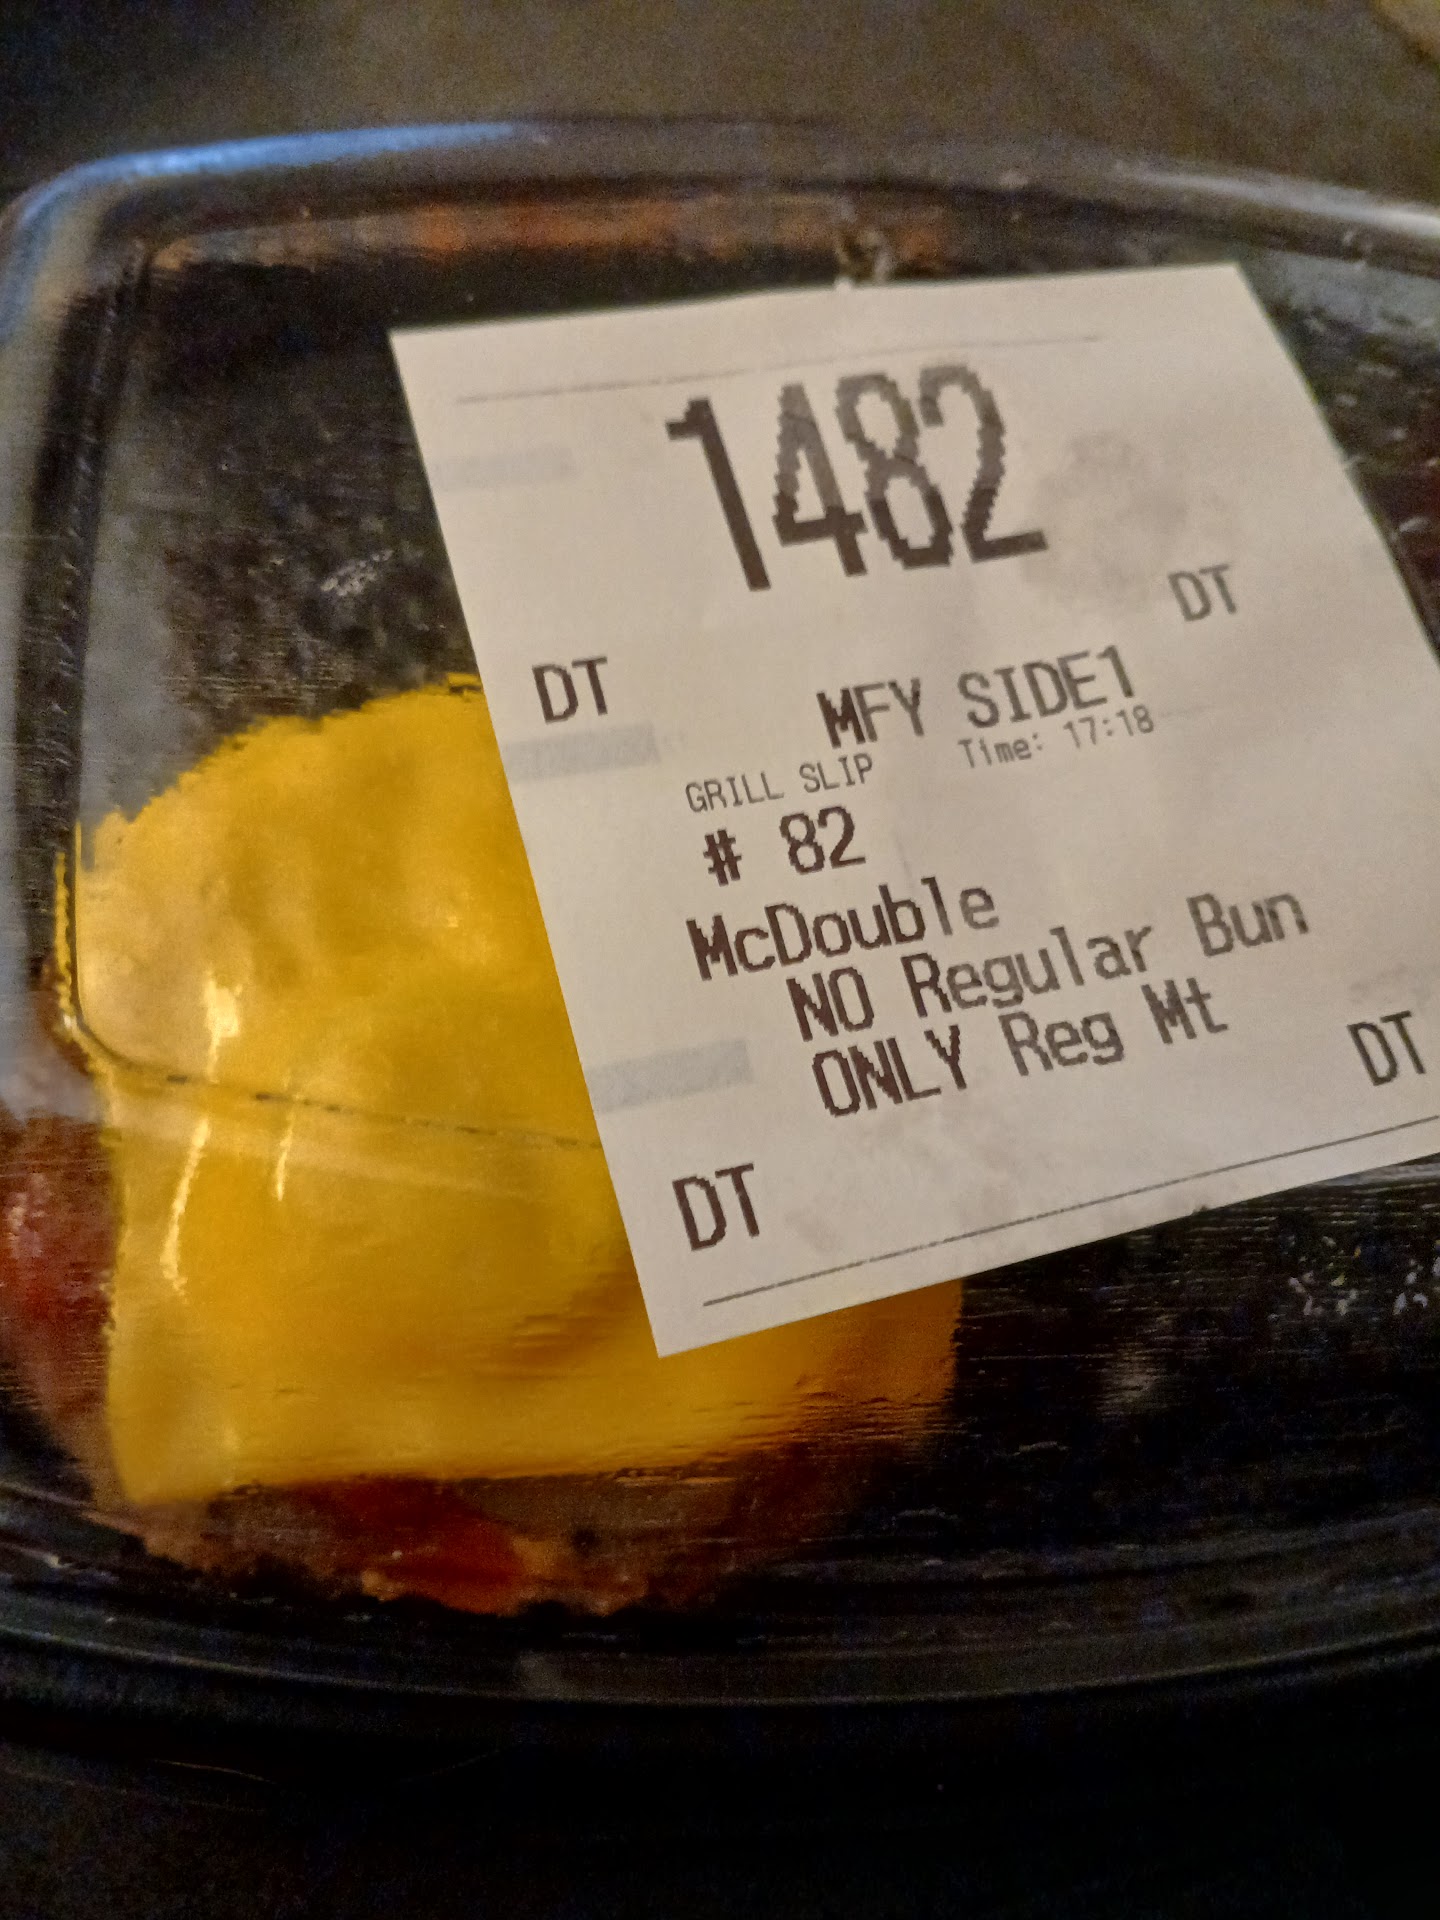 1482
DT
DT
MFY SIDE1
GRILL SLIP Time: 17:18
# 82
McDouble
NO Regular Bun
ONLY Reg Mt
DT
DT